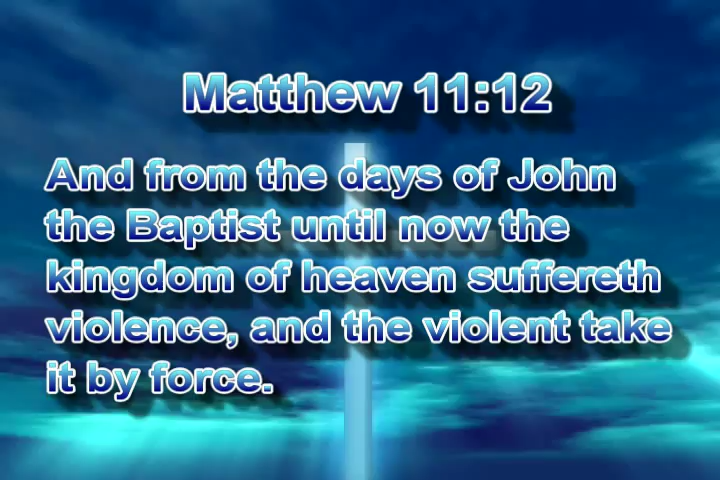 Matthew 11:12
And from the days of John
the Baptist until now the
kingdom of heaven suffereth
violence, and the violent take
it by force.